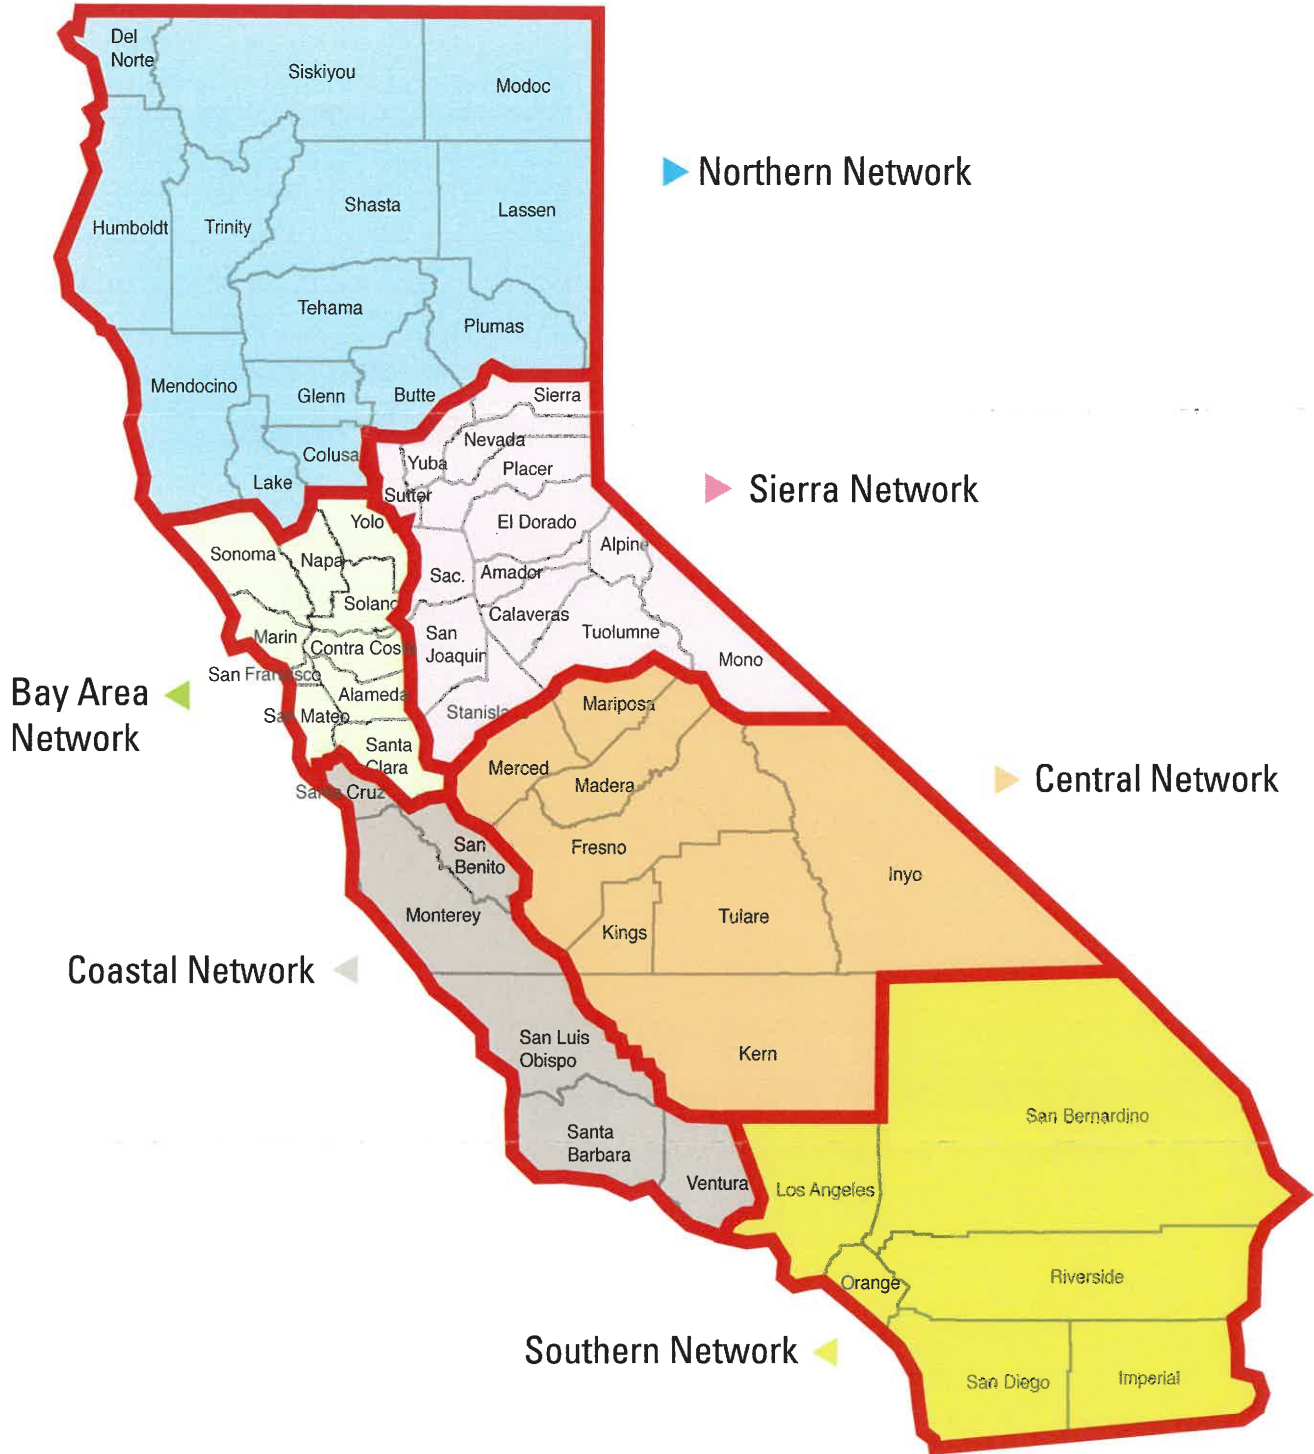 Del
Norte
Siskiyou
Modoc
Northern Network
Shasta
Lassen
Humboldt
Trinity
Tehama
Plumas
Mendocino
Glenn
Butte
Sierra
Nevada
Colusa
Yuba
Placer
Lake
Sutter
Sierra Network
Yolo
El Dorado
Sonoma
Napa
Alpine
Sac.
Amador
Solano
Calaveras
Marin
San
Joaquin
Tuolumne
Contra Costa
Mono
San Francisco
Bay Area
Network
Alameda
Mariposa
Stanislaus
San Mateo
Santa
Clara
Merced
Central Network
Madera
Santa Cruz
San
Benito
Fresno
Inyo
Monterey
Tulare
Kings
Coastal Network
San Luis
Obispo
Kern
San Bernardino
Santa
Barbara
Ventura
Los Angeles
Riverside
Orange
Southern Network
San Diego
Imperial